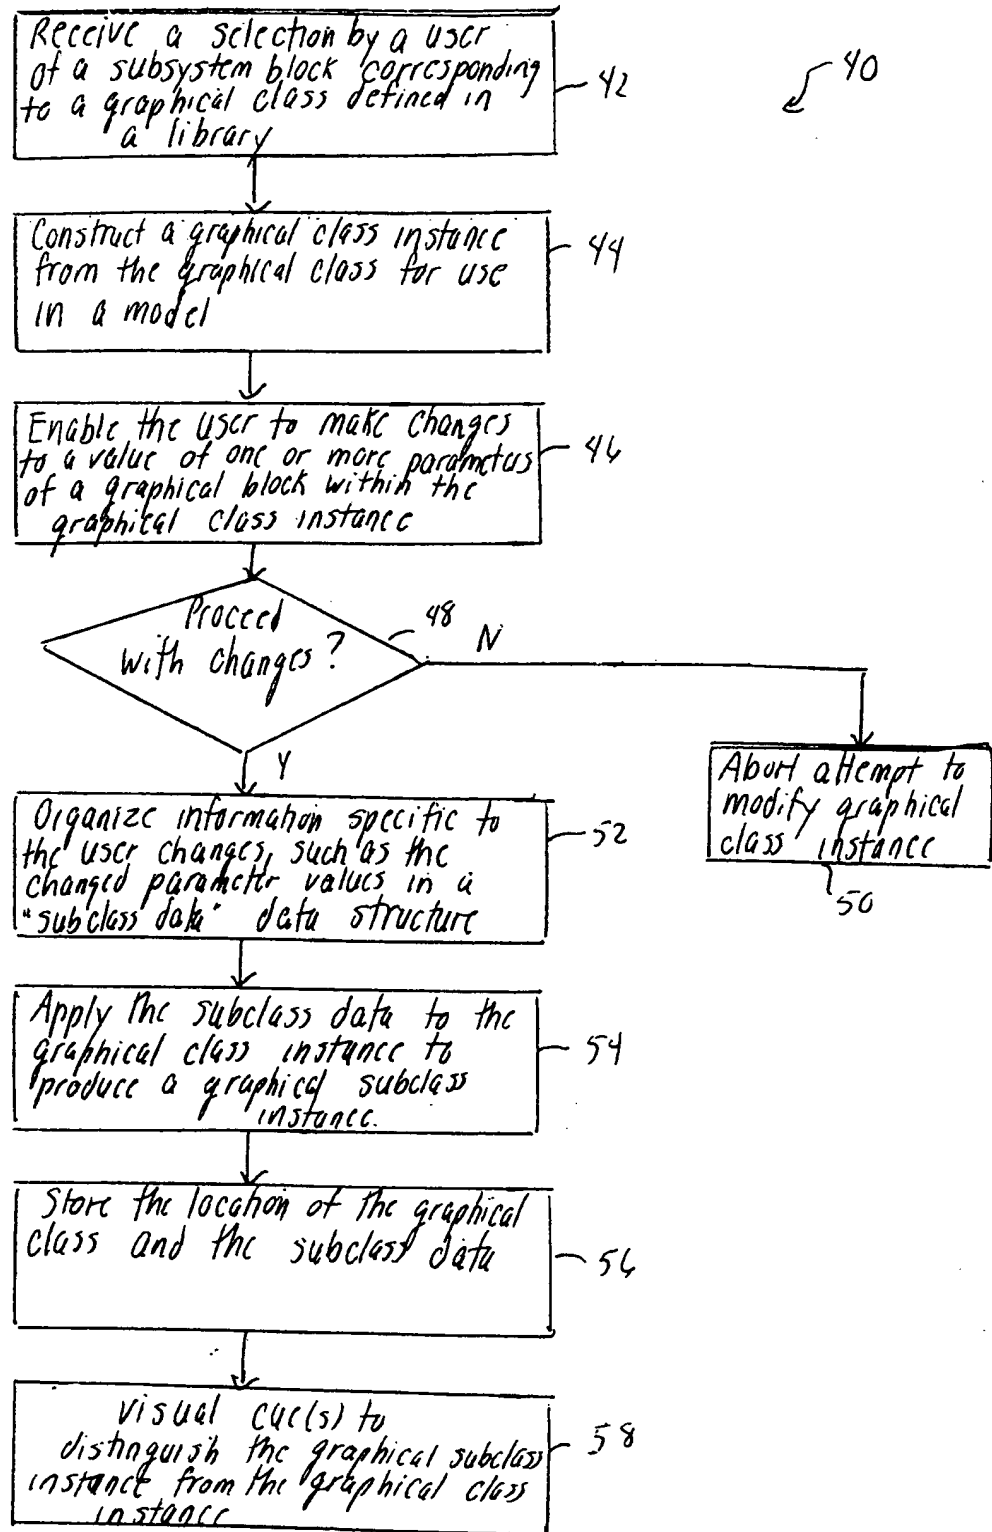 Receive a selection by a user
of a subsystem block corresponding
to a graphical class defined in
a library
42
40
Construct a graphical class instance
from the graphical class for use
in a model
44
Enable the user to make changes
to a value of one or more parameters
of a graphical block within the
graphical class instance
46
Proceed
with changes?
48
N
Y
Abort attempt to
modify graphical
class instance
50
Organize information specific to
the user changes, such as the
changed parameter values in a
"subclass data" data structure
52
Apply the subclass data to the
graphical class instance to
produce a graphical subclass
instance.
54
Store the location of the graphical
class and the subclass data
56
visual cue(s) to
distinguish the graphical subclass
instance from the graphical class
instance
58